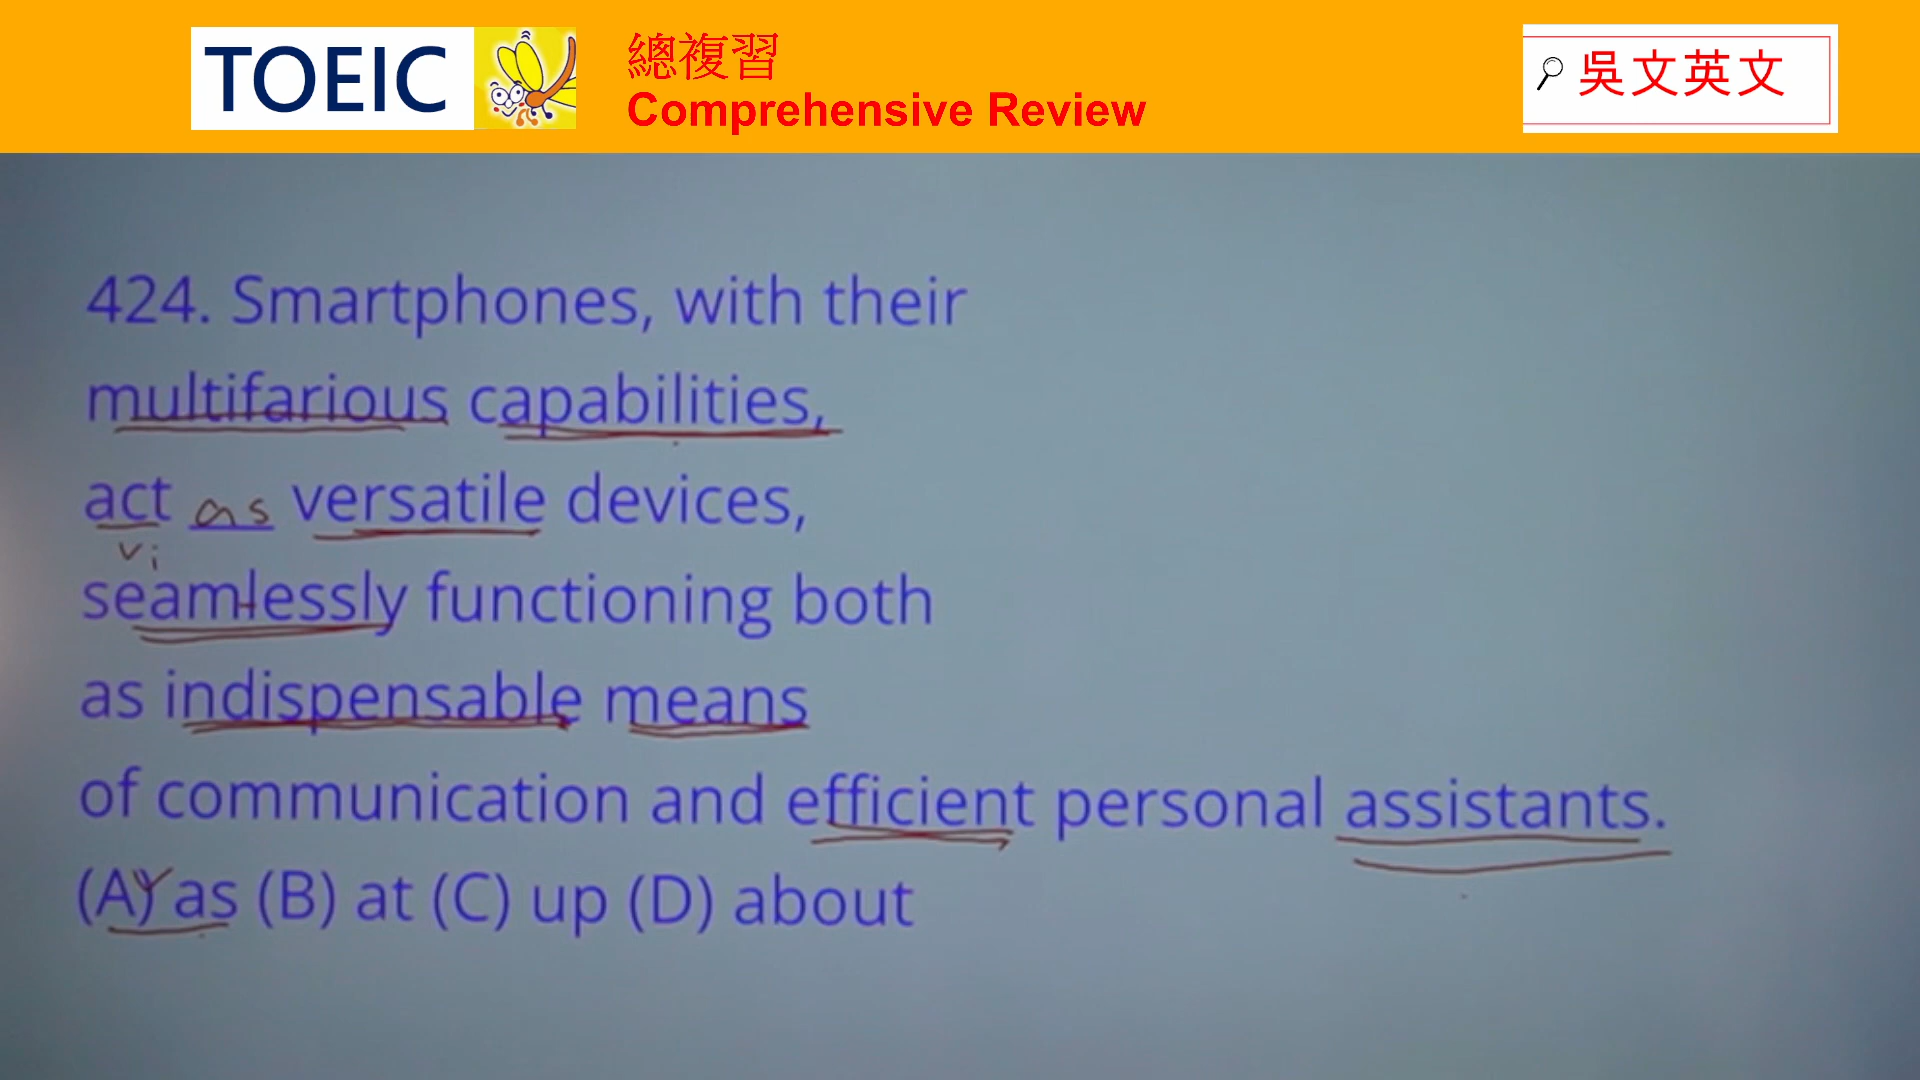 TOEIC
總複習
Comprehensive Review
吳文英文
424. Smartphones, with their
multifarious capabilities,
act as versatile devices,
vi
seamlessly functioning both
as indispensable means
of communication and efficient personal assistants.
(A) as (B) at (C) up (D) about